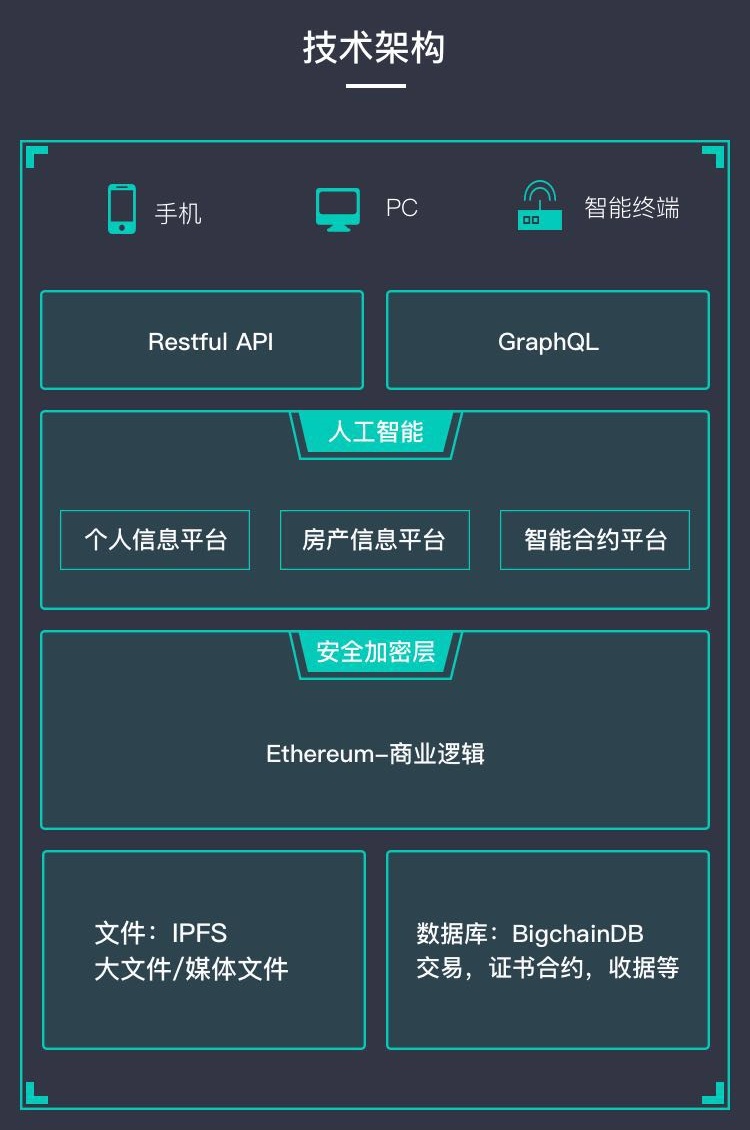 技术架构
手机
PC
智能终端
Restful API
GraphQL
人工智能
个人信息平台
房产信息平台
智能合约平台
安全加密层
Ethereum-商业逻辑
文件：IPFS
大文件/媒体文件
数据库：BigchainDB
交易，证书合约，收据等